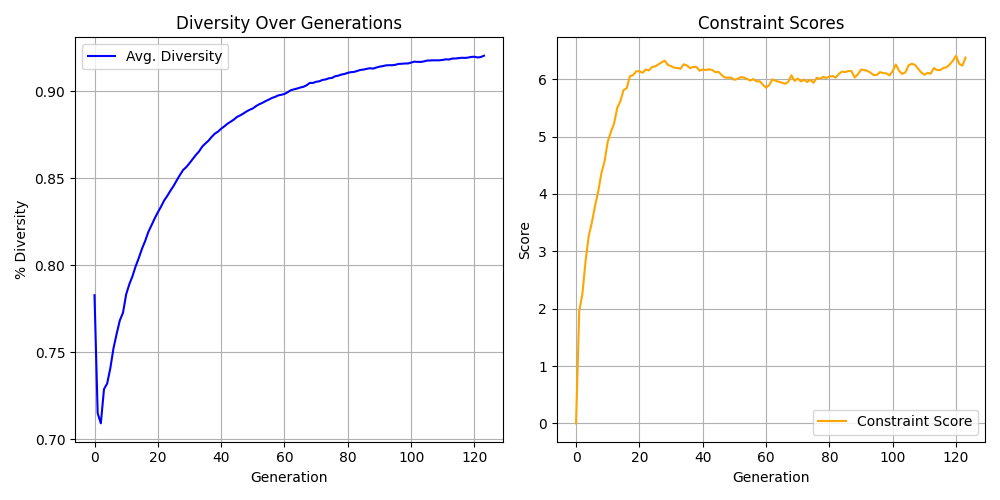 Diversity Over Generations
Avg. Diversity
% Diversity
0.90
0.85
0.80
0.75
0.70
0 20 40 60 80 100 120
Generation
Constraint Scores
Score
6
5
4
3
2
1
0
Constraint Score
0 20 40 60 80 100 120
Generation